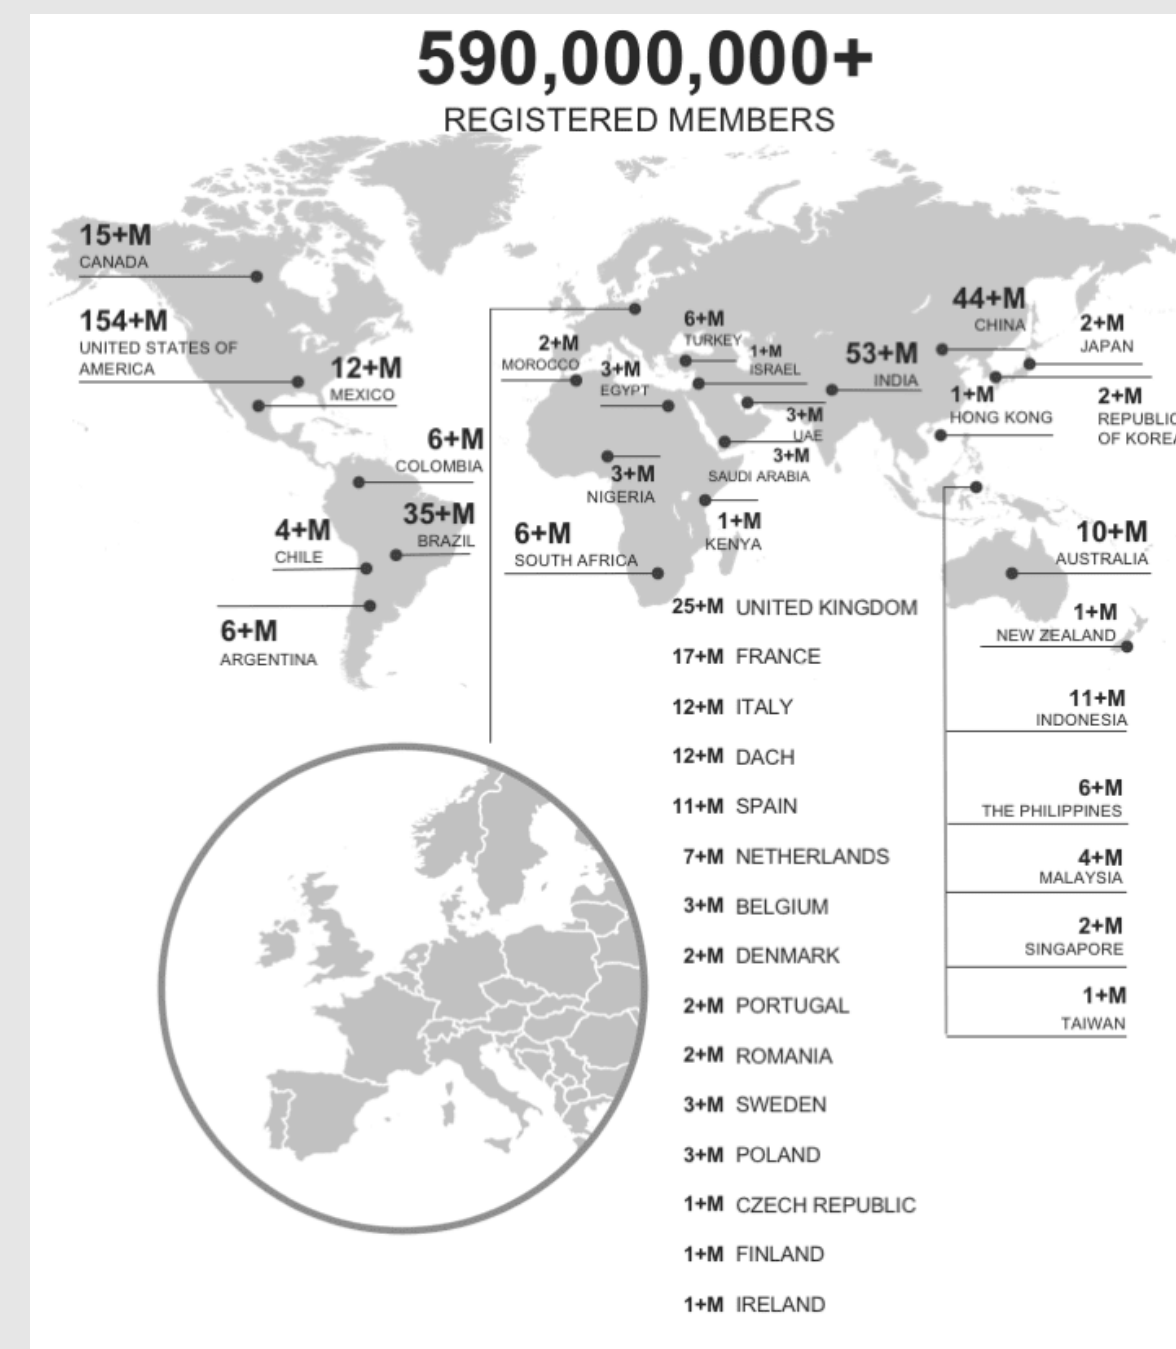 590,000,000+
REGISTERED MEMBERS
15+M
CANADA
154+M
UNITED STATES OF
AMERICA
12+M
MEXICO
6+M
COLOMBIA
35+M
BRAZIL
4+M
CHILE
6+M
ARGENTINA
2+M
MOROCCO
3+M
EGYPT
6+M
TURKEY
1+M
ISRAEL
3+M
UAE
3+M
SAUDI ARABIA
3+M
NIGERIA
1+M
KENYA
6+M
SOUTH AFRICA
53+M
INDIA
44+M
CHINA
2+M
JAPAN
2+M
REPUBLIC
OF KOREA
1+M
HONG KONG
10+M
AUSTRALIA
1+M
NEW ZEALAND
25+M UNITED KINGDOM
17+M FRANCE
12+M ITALY
12+M DACH
11+M SPAIN
7+M NETHERLANDS
3+M BELGIUM
2+M DENMARK
2+M PORTUGAL
2+M ROMANIA
3+M SWEDEN
3+M POLAND
1+M CZECH REPUBLIC
1+M FINLAND
1+M IRELAND
11+M
INDONESIA
6+M
THE PHILIPPINES
4+M
MALAYSIA
2+M
SINGAPORE
1+M
TAIWAN